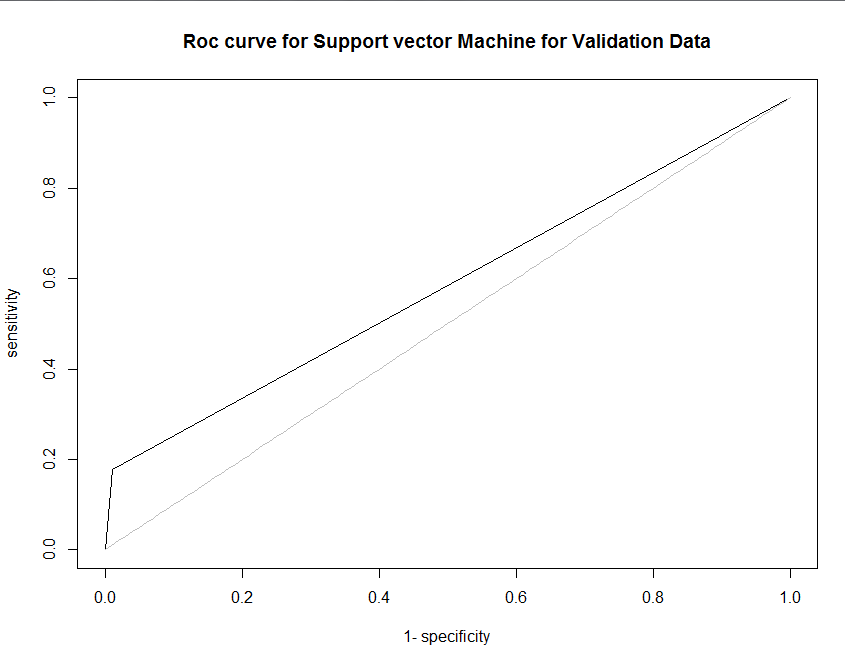 Roc curve for Support vector Machine for Validation Data
sensitivity
1.0
0.8
0.6
0.4
0.2
0.0
0.0 0.2 0.4 0.6 0.8 1.0
1- specificity